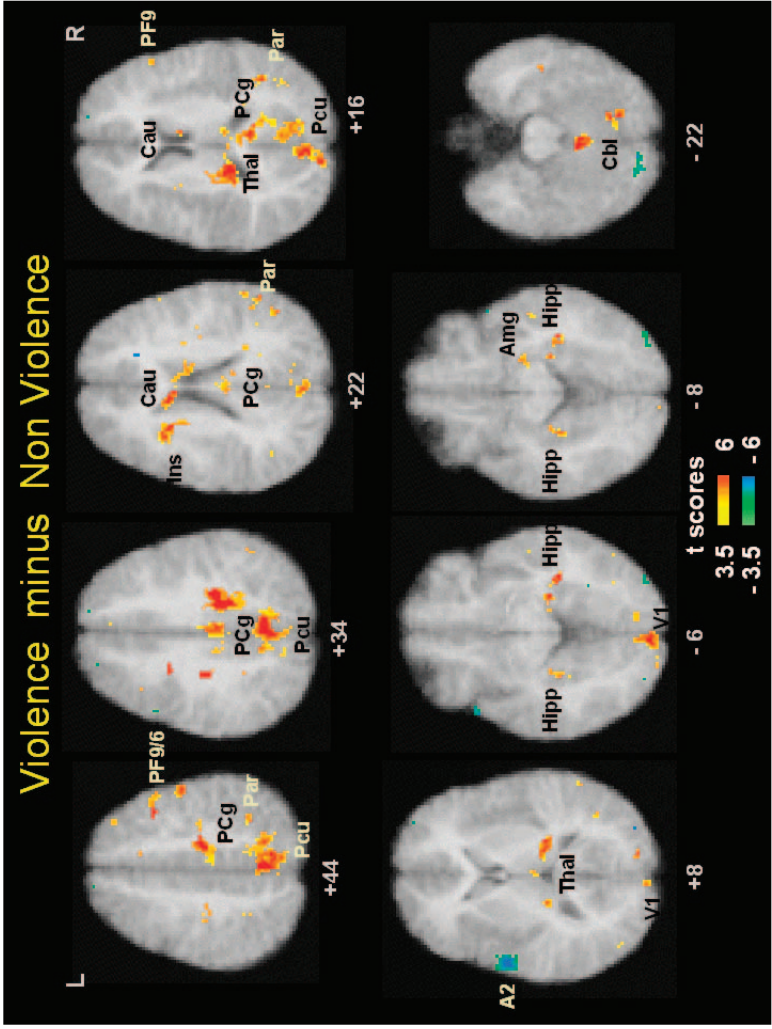 Violence minus Non Violence
L
R
PF9/6
PCg
Par
Pcu
+44
PCg
Pcu
+34
Cau
Ins
PCg
Par
+22
PF9
Cau
Thal
PCg
Par
Pcu
+16
A2
Thal
V1
+8
Hipp
Hipp
V1
- 6
Amg
Hipp
Hipp
- 8
Cbl
- 22
t scores
3.5 6
- 3.5 - 6